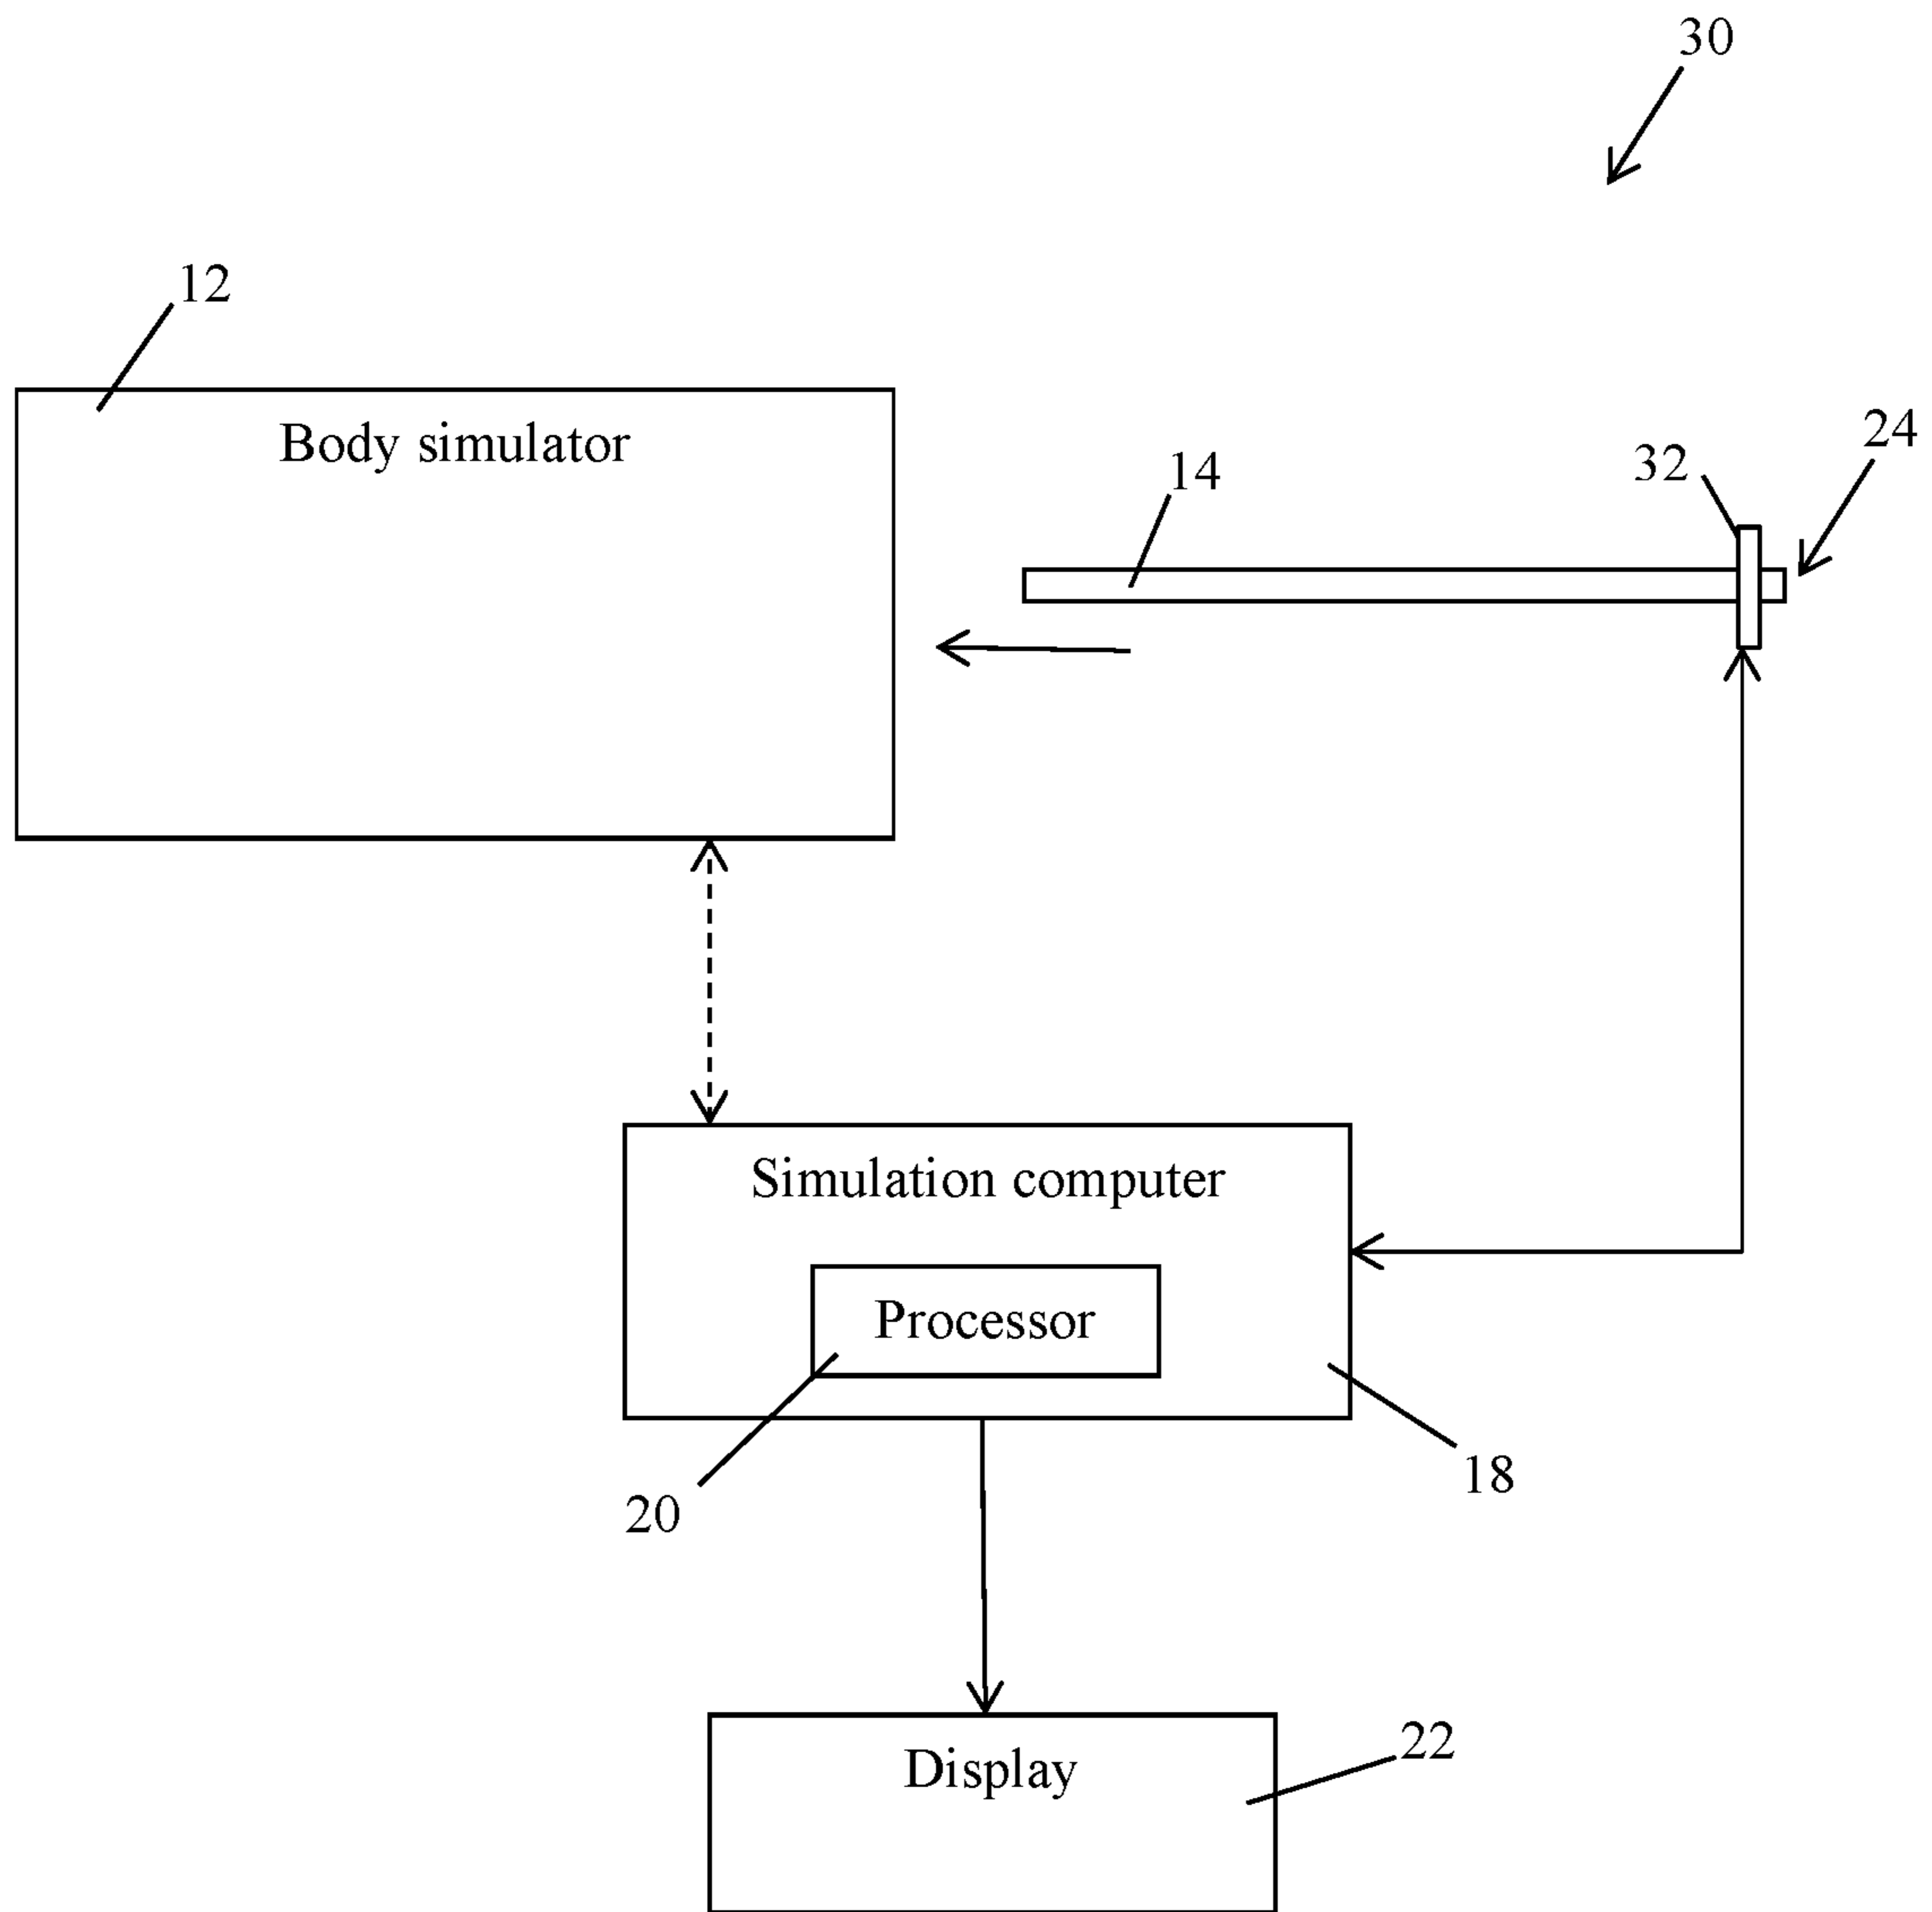 30
12
Body simulator
24
32
14
Simulation computer
Processor
18
20
22
Display